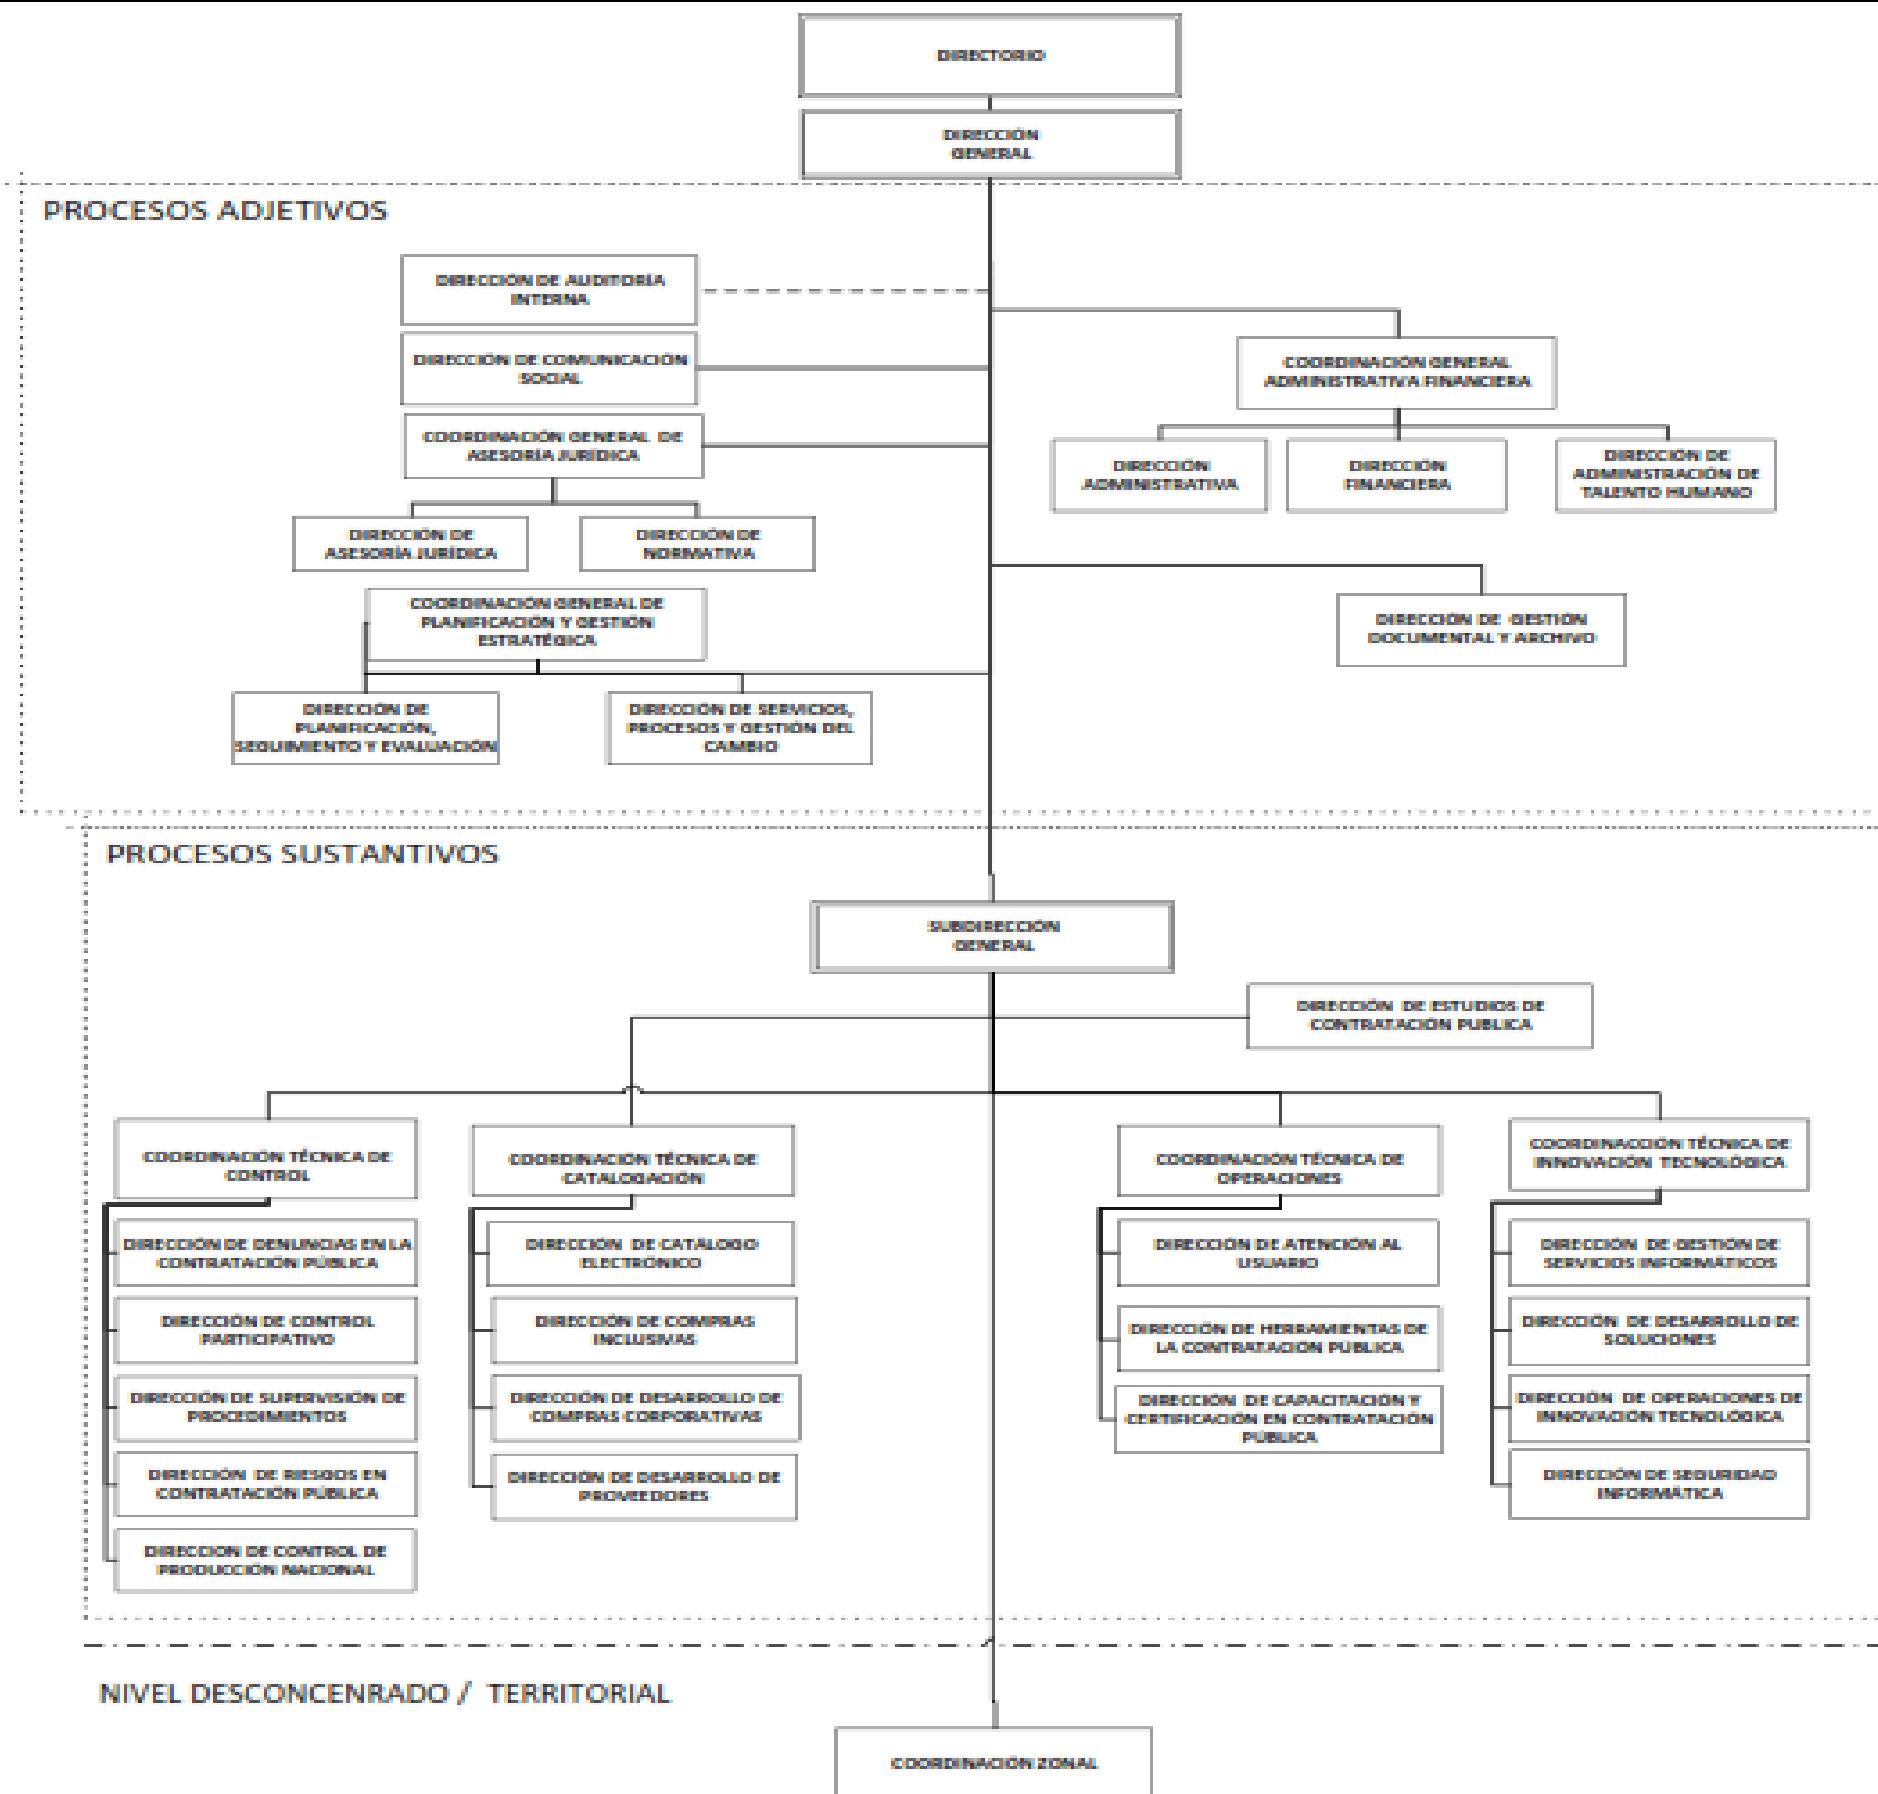 DIRECTORIO
DIRECCIÓN
GENERAL
PROCESOS ADJETIVOS
DIRECCIÓN DE AUDITORÍA
INTERNA
DIRECCIÓN DE COMUNICACIÓN
SOCIAL
COORDINACIÓN GENERAL DE
ASESORÍA JURÍDICA
DIRECCIÓN DE
ASESORÍA JURÍDICA
DIRECCIÓN DE
NORMATIVA
COORDINACIÓN GENERAL DE
PLANIFICACIÓN Y GESTIÓN
ESTRATÉGICA
DIRECCIÓN DE
PLANIFICACIÓN,
SEGUIMIENTO Y EVALUACIÓN
DIRECCIÓN DE SERVICIOS,
PROCESOS Y GESTIÓN DEL
CAMBIO
COORDINACIÓN GENERAL
ADMINISTRATIVA FINANCIERA
DIRECCIÓN
ADMINISTRATIVA
DIRECCIÓN
FINANCIERA
DIRECCIÓN DE
ADMINISTRACIÓN DE
TALENTO HUMANO
DIRECCIÓN DE GESTIÓN
DOCUMENTAL Y ARCHIVO
PROCESOS SUSTANTIVOS
SUBDIRECCIÓN
GENERAL
DIRECCIÓN DE ESTUDIOS DE
CONTRATACIÓN PUBLICA
COORDINACIÓN TÉCNICA DE
CONTROL
DIRECCIÓN DE DENUNCIAS EN LA
CONTRATACIÓN PÚBLICA
DIRECCIÓN DE CONTROL
PARTICIPATIVO
DIRECCIÓN DE SUPERVISIÓN DE
PROCEDIMIENTOS
DIRECCIÓN DE RIESGOS EN
CONTRATACIÓN PÚBLICA
DIRECCION DE CONTROL DE
PRODUCCIÓN NACIONAL
COORDINACIÓN TÉCNICA DE
CATALOGACIÓN
DIRECCIÓN DE CATÁLOGO
ELECTRÓNICO
DIRECCIÓN DE COMPRAS
INCLUSIVAS
DIRECCIÓN DE DESARROLLO DE
COMPRAS CORPORATIVAS
DIRECCIÓN DE DESARROLLO DE
PROVEEDORES
COORDINACIÓN TÉCNICA DE
OPERACIONES
DIRECCIÓN DE ATENCIÓN AL
USUARIO
DIRECCIÓN DE HERRAMIENTAS DE
LA CONTRATACIÓN PÚBLICA
DIRECCIÓN DE CAPACITACIÓN Y
CERTIFICACIÓN EN CONTRATACIÓN
PÚBLICA
COORDINACCIÓN TÉCNICA DE
INNOVACIÓN TECNOLÓGICA
DIRECCIÓN DE GESTIÓN DE
SERVICIOS INFORMÁTICOS
DIRECCIÓN DE DESARROLLO DE
SOLUCIONES
DIRECCIÓN DE OPERACIONES DE
INNOVACIÓN TECNOLÓGICA
DIRECCIÓN DE SEGURIDAD
INFORMÁTICA
NIVEL DESCONCENRADO / TERRITORIAL
COORDINACIÓN ZONAL